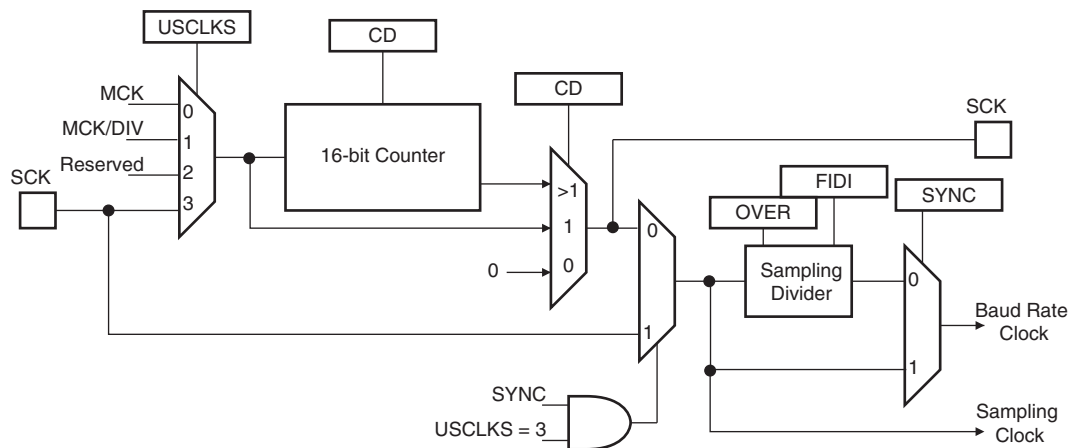 USCLKS
CD
CD
MCK
0
MCK/DIV
1
Reserved
2
SCK
3
16-bit Counter
>1
1
0
0
SCK
FIDI
OVER
SYNC
0
Sampling
Divider
0
Baud Rate
Clock
1
1
SYNC
USCLKS = 3
Sampling
Clock